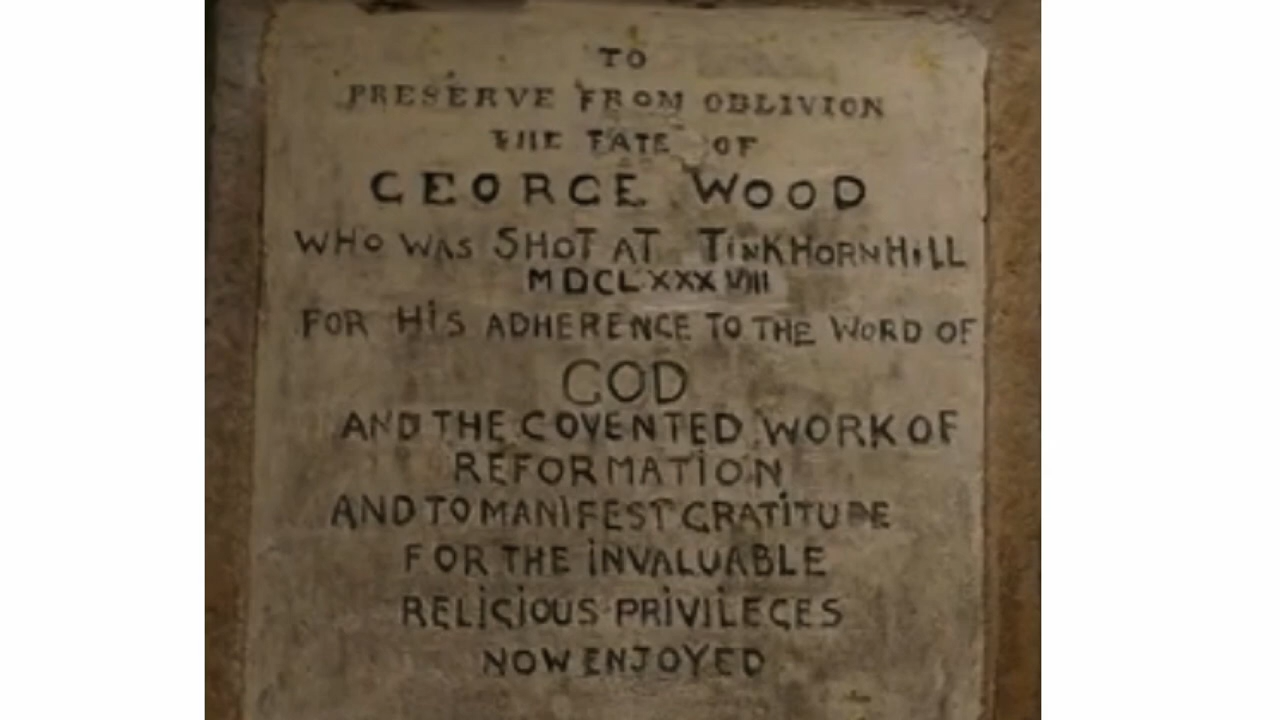 TO
PRESERVE FROM OBLIVION
THE FATE OF
GEORGE WOOD
WHO WAS SHOT AT TINKHORNHiLL
MDCLXXXVIII
FOR HiS ADHERENCE TO THE WORD OF
GOD
AND THE COVENTED WORK OF
REFORMATiON
AND TO MANIFEST GRATiTUDE
FOR THE iNVALUABLE
RELiGiOUS PRiViLEGES
NOW ENJOYED